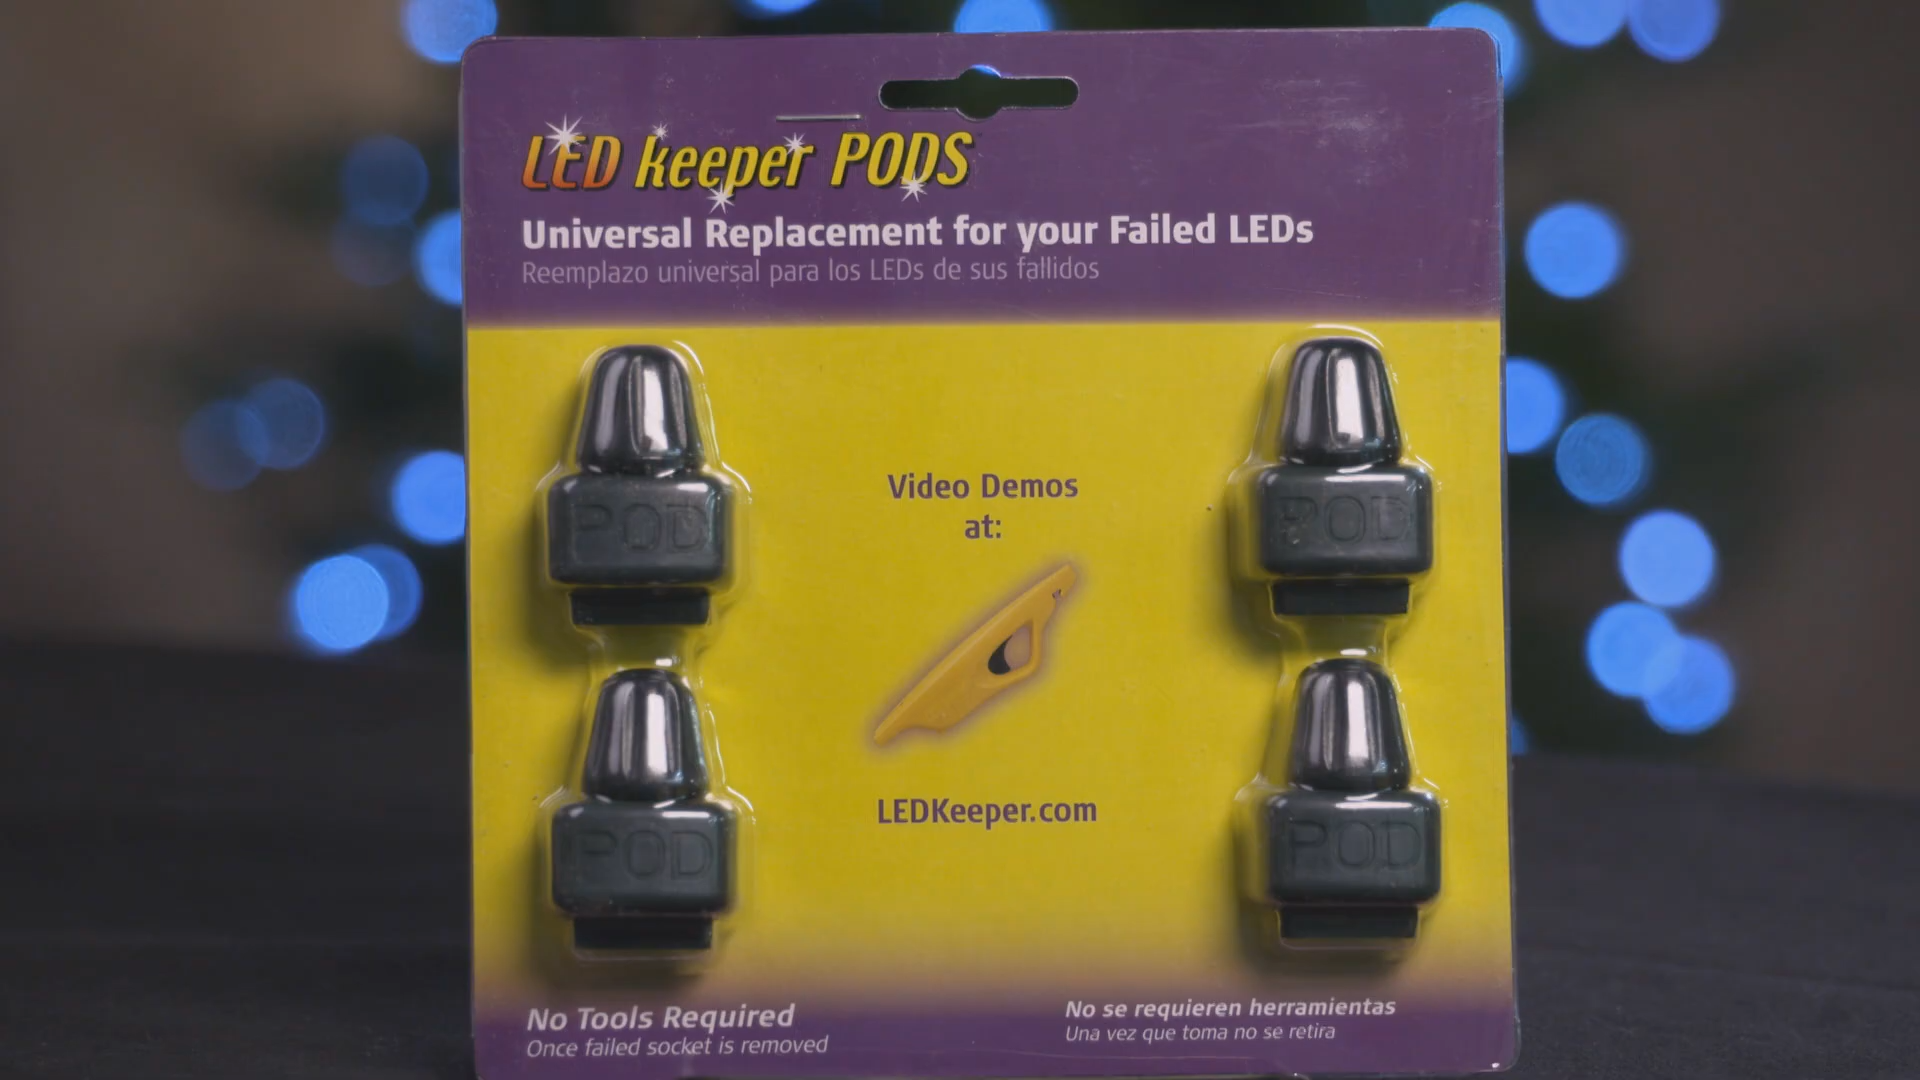 LED keeper PODS
Universal Replacement for your Failed LEDs
Reemplazo universal para los LEDs de sus fallidos
POD
POD
Video Demos
at:
POD
POD
LEDKeeper.com
No Tools Required
Once failed socket is removed
No se requieren herramientas
Una vez que toma no se retira